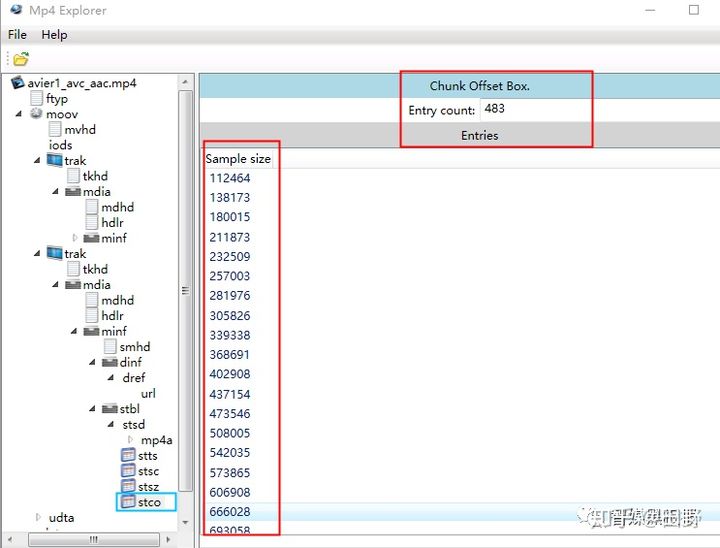 Mp4 Explorer
File Help
avier1_avc_aac.mp4
ftyp
moov
mvhd
iods
trak
tkhd
mdia
mdhd
hdlr
minf
trak
tkhd
mdia
mdhd
hdlr
minf
smhd
dinf
dref
url
stbl
stsd
mp4a
stts
stsc
stsz
stco
udta
Chunk Offset Box.
Entry count: 483
Entries
Sample size
112464
138173
180015
211873
232509
257003
281976
305826
339338
368691
402908
437154
473546
508005
542035
573865
606908
666028
693058